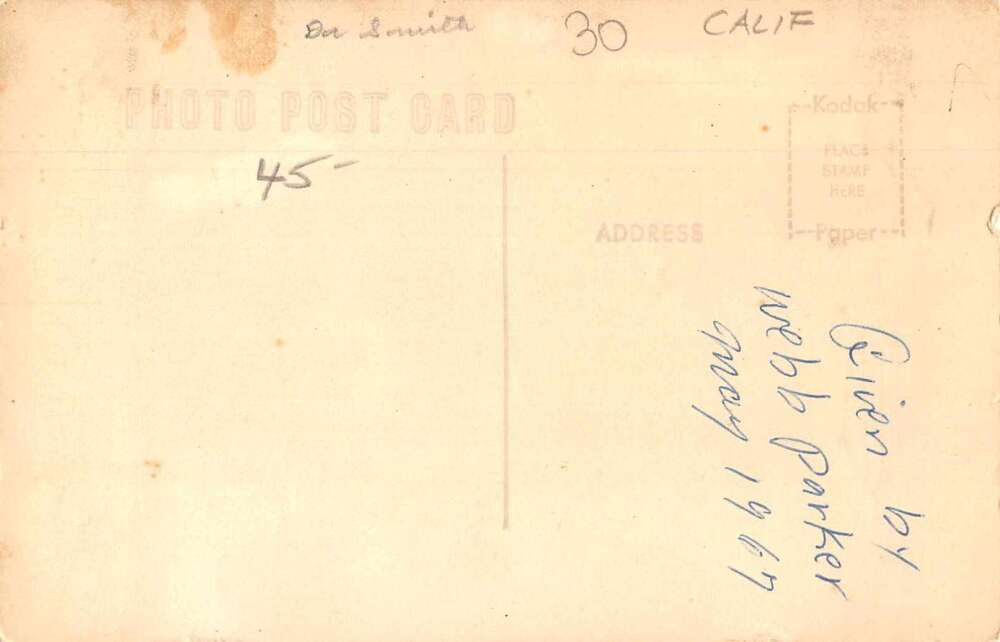 Dr Smith 30 CALIF
PHOTO POST CARD
Kodak
PLACE
STAMP
HERE
Paper
45-
ADDRESS
Given by
Webb Parker
May 1967